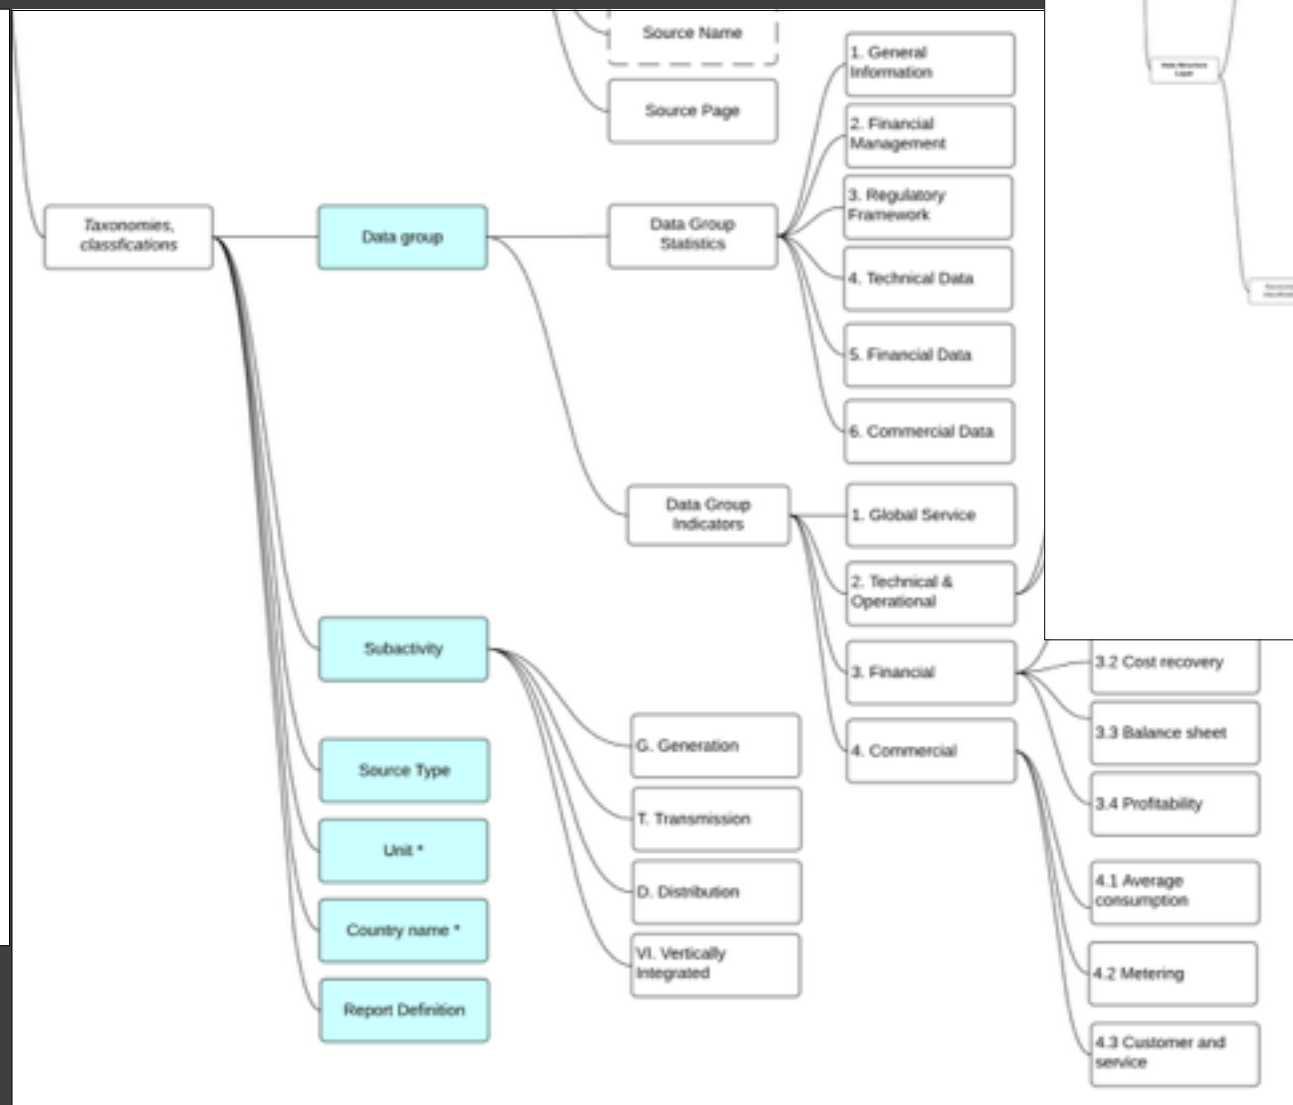 Source Name
Source Page
1. General
Information
2. Financial
Management
3. Regulatory
Framework
4. Technical Data
5. Financial Data
6. Commercial Data
Taxonomies,
classfications
Data group
Data Group
Statistics
Data Group
Indicators
1. Global Service
2. Technical &
Operational
3. Financial
4. Commercial
Subactivity
G. Generation
T. Transmission
D. Distribution
VI. Vertically
Integrated
Source Type
Unit *
Country name *
Report Definition
3.2 Cost recovery
3.3 Balance sheet
3.4 Profitability
4.1 Average
consumption
4.2 Metering
4.3 Customer and
service
Data Structure
Layer